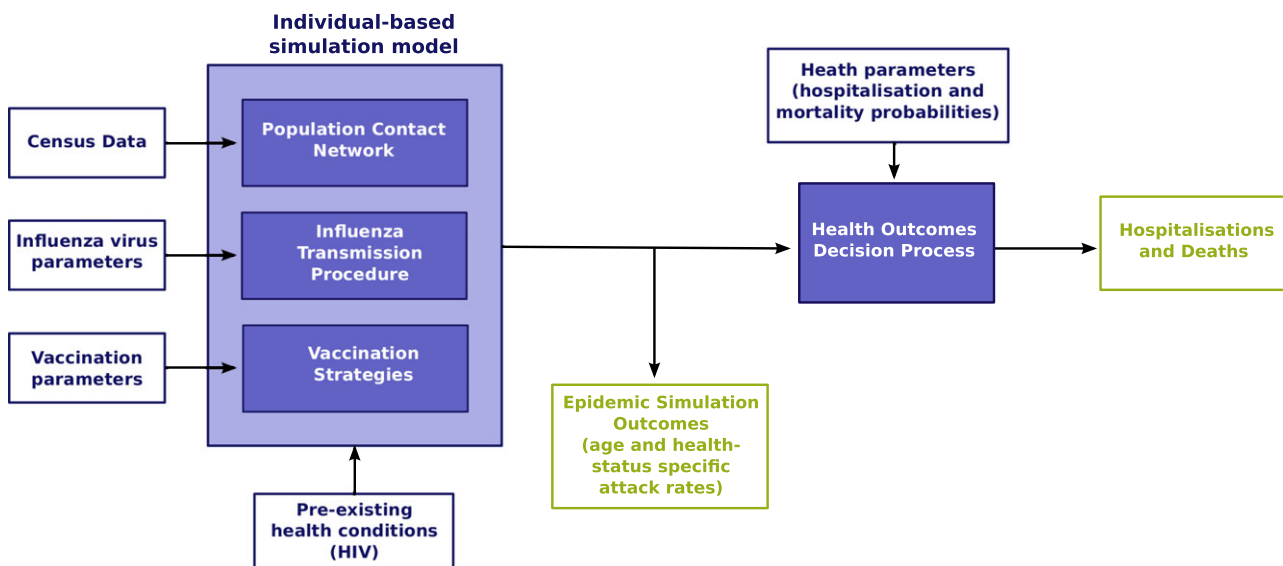 Individual-based
simulation model
Census Data
Population Contact
Network
Influenza virus
parameters
Influenza
Transmission
Procedure
Vaccination
parameters
Vaccination
Strategies
Pre-existing
health conditions
(HIV)
Epidemic Simulation
Outcomes
(age and health-
status specific
attack rates)
Heath parameters
(hospitalisation and
mortality probabilities)
Health Outcomes
Decision Process
Hospitalisations
and Deaths